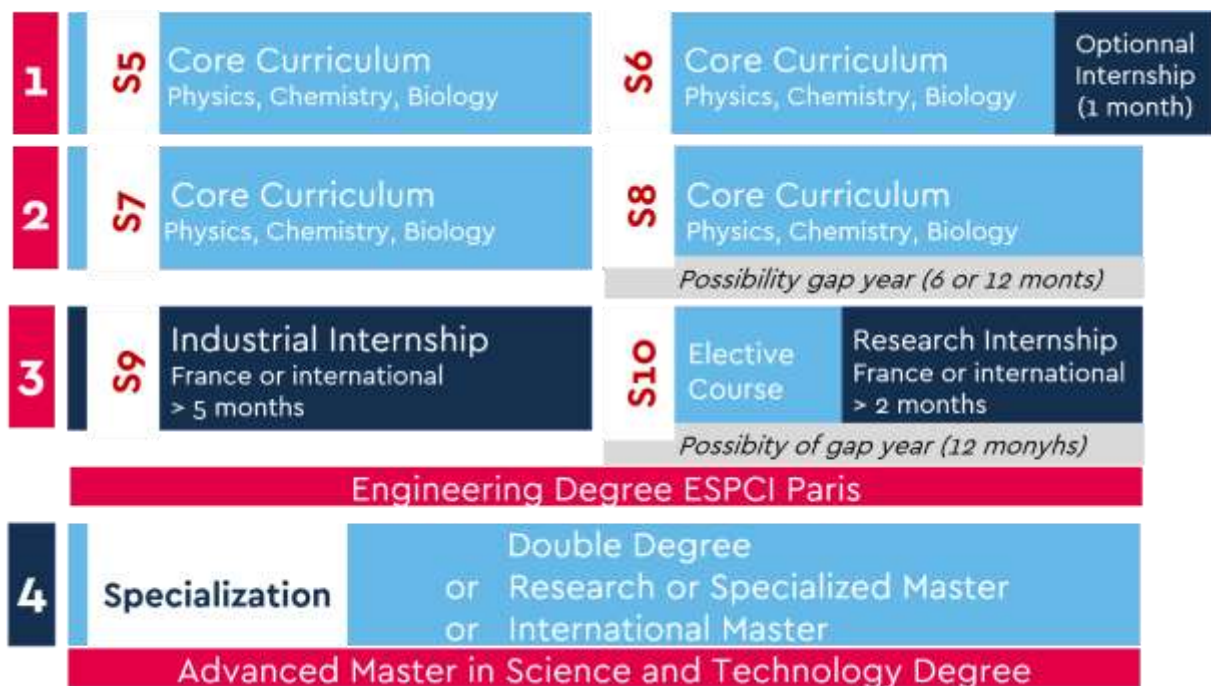 1
S5
Core Curriculum
Physics, Chemistry, Biology
S6
Core Curriculum
Physics, Chemistry, Biology
Optionnal
Internship
(1 month)
2
S7
Core Curriculum
Physics, Chemistry, Biology
S8
Core Curriculum
Physics, Chemistry, Biology
Possibility gap year (6 or 12 monts)
3
S9
Industrial Internship
France or international
> 5 months
S10
Elective
Course
Research Internship
France or international
> 2 months
Possibity of gap year (12 monyhs)
Engineering Degree ESPCI Paris
4
Specialization
Double Degree
or Research or Specialized Master
or International Master
Advanced Master in Science and Technology Degree